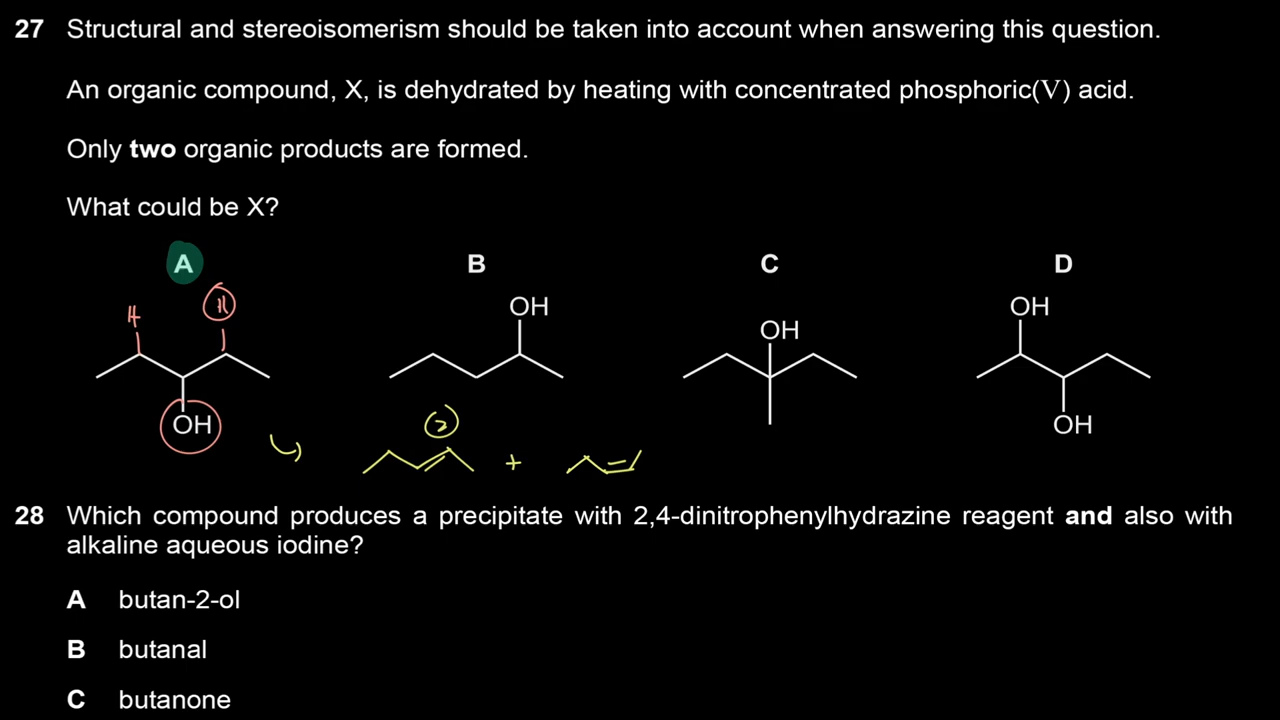 27 Structural and stereoisomerism should be taken into account when answering this question.
An organic compound, X, is dehydrated by heating with concentrated phosphoric(V) acid.
Only two organic products are formed.
What could be X?
A B C D
H H OH OH OH
OH OH
2
+
28 Which compound produces a precipitate with 2,4-dinitrophenylhydrazine reagent and also with
alkaline aqueous iodine?
A butan-2-ol
B butanal
C butanone